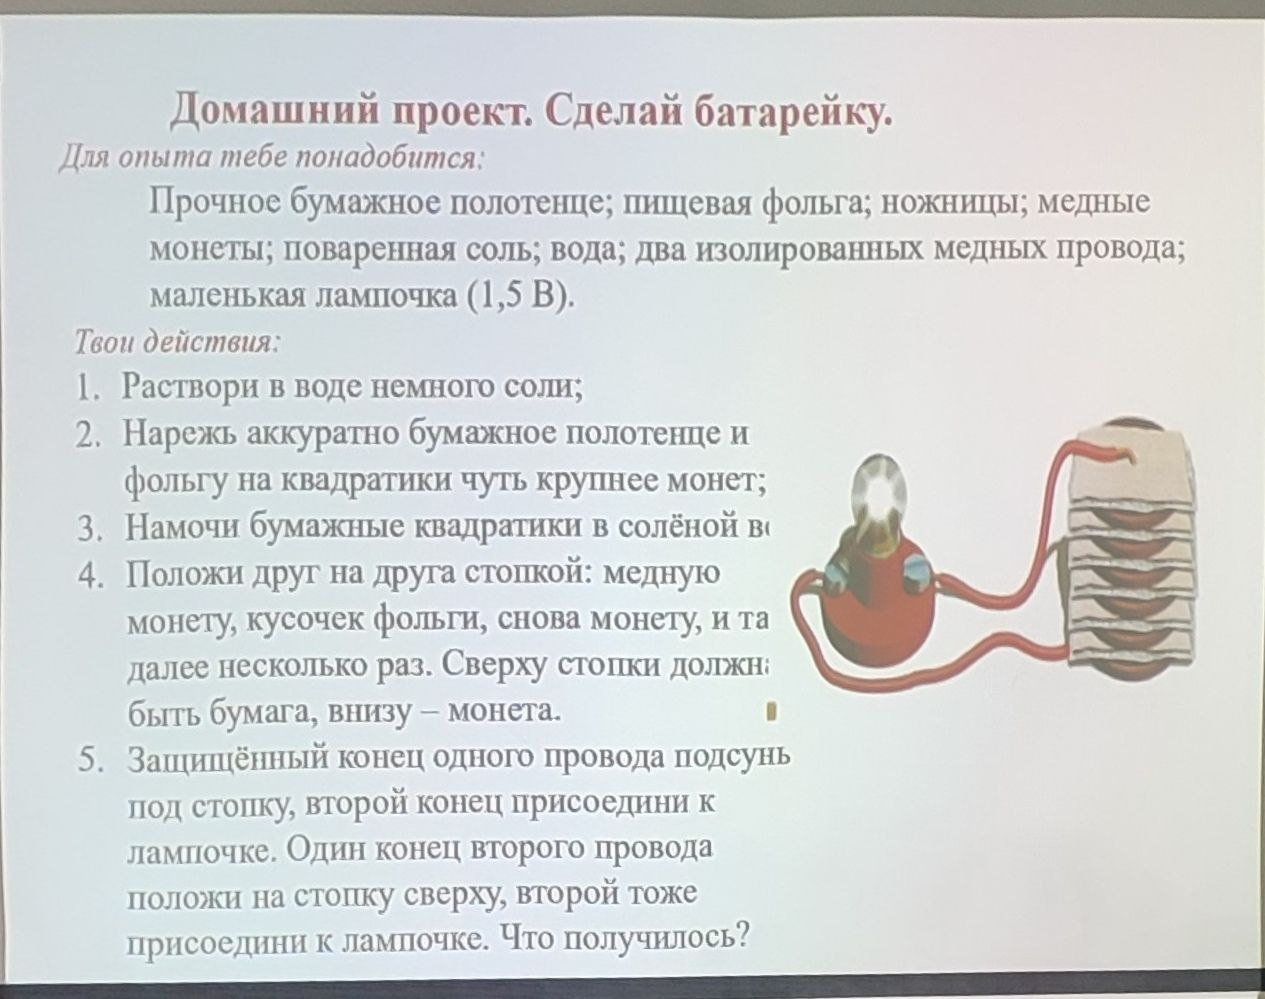 Домашний проект. Сделай батарейку.
Для опыта тебе понадобится:
Прочное бумажное полотенце; пищевая фольга; ножницы; медные
монеты; поваренная соль; вода; два изолированных медных провода;
маленькая лампочка (1,5 В).
Твои действия:
1. Раствори в воде немного соли;
2. Нарежь аккуратно бумажное полотенце и
фольгу на квадратики чуть крупнее монет;
3. Намочи бумажные квадратики в солёной в
4. Положи друг на друга стопкой: медную
монету, кусочек фольги, снова монету, и та
далее несколько раз. Сверху стопки должн
быть бумага, внизу – монета.
5. Защищённый конец одного провода подсунь
под стопку, второй конец присоедини к
лампочке. Один конец второго провода
положи на стопку сверху, второй тоже
присоедини к лампочке. Что получилось?